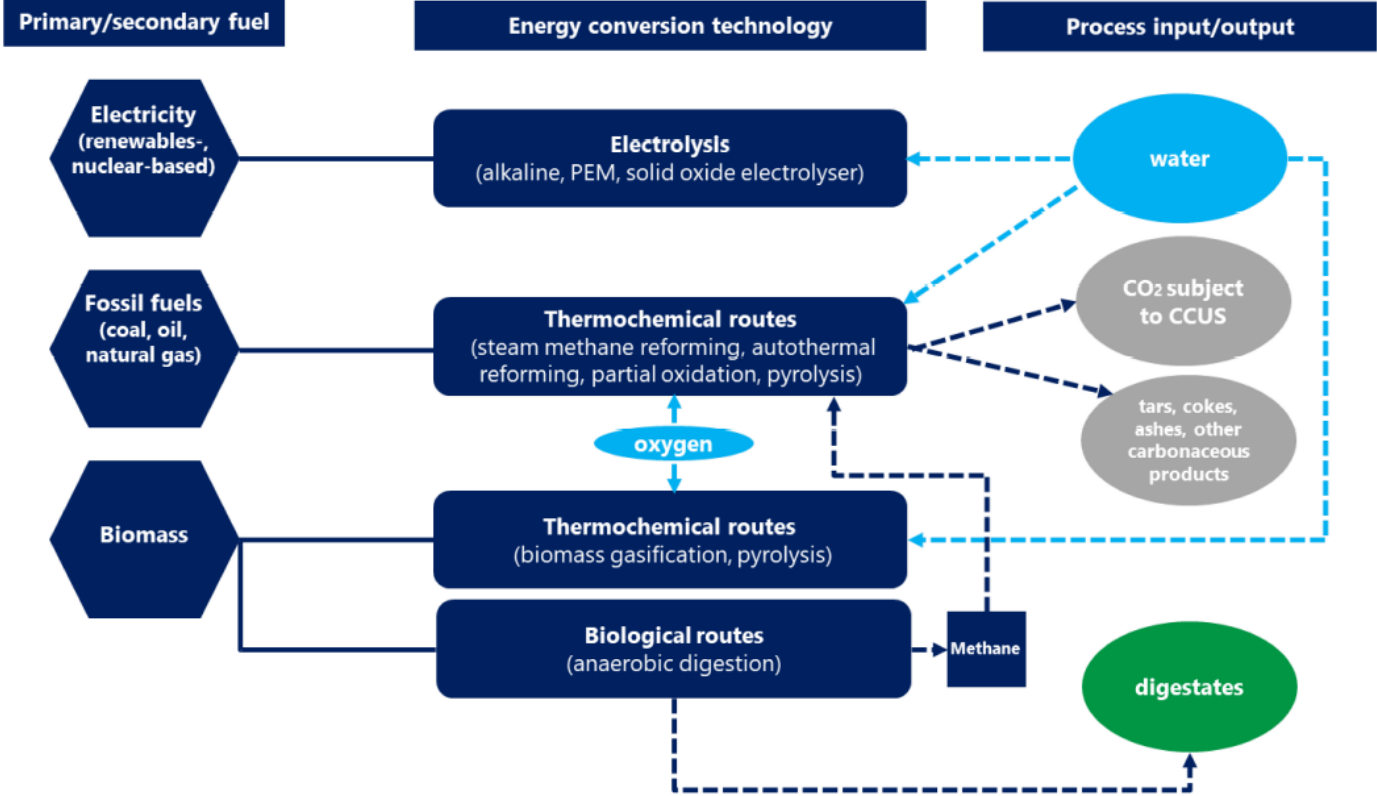 Primary/secondary fuel
Energy conversion technology
Process input/output
Electricity
(renewables-,
nuclear-based)
Electrolysis
(alkaline, PEM, solid oxide electrolyser)
water
Fossil fuels
(coal, oil,
natural gas)
Thermochemical routes
(steam methane reforming, autothermal
reforming, partial oxidation, pyrolysis)
CO₂ subject
to CCUS
tars, cokes,
ashes, other
carbonaceous
products
oxygen
Biomass
Thermochemical routes
(biomass gasification, pyrolysis)
Biological routes
(anaerobic digestion)
Methane
digestates